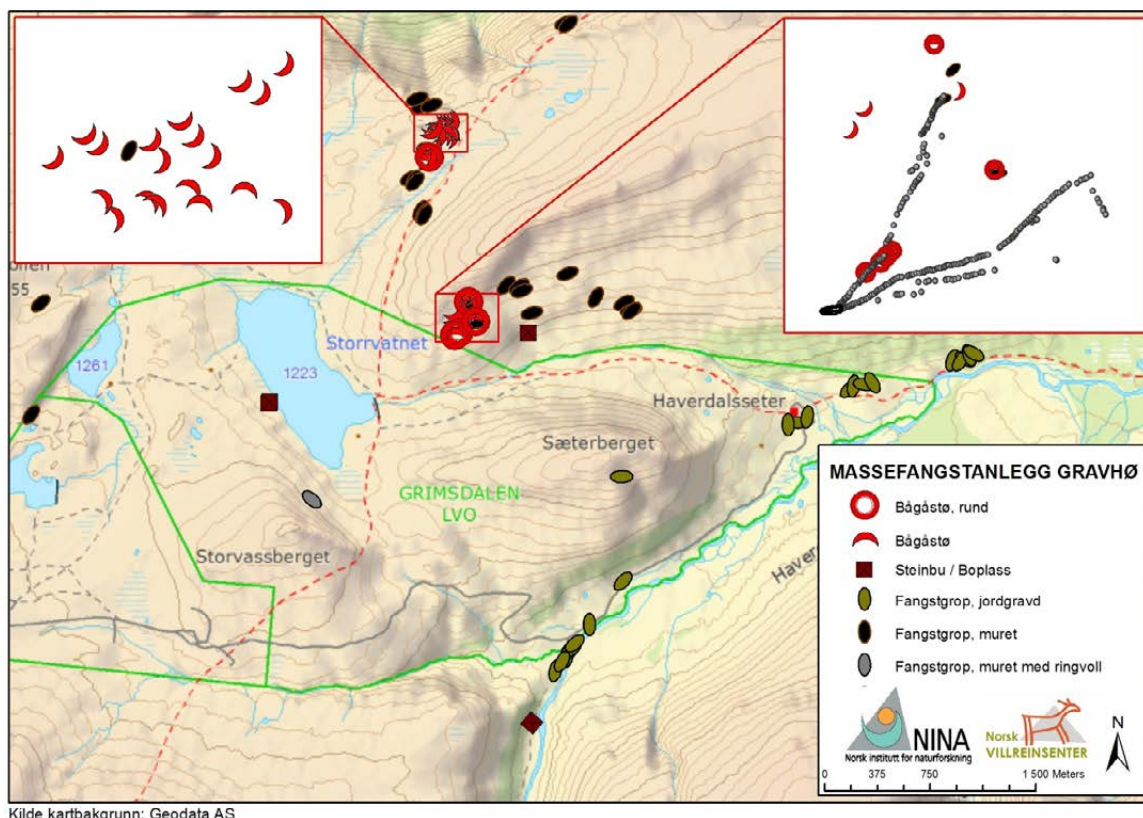 55
Storrvatnet
1261
1223
Haverdalsseter
Sæterberget
GRIMSDALEN
LVO
Storvassberget
Haver
MASSEFANGSTANLEGG GRAVHØ
Bågåstø, rund
Bågåstø
Steinbu / Boplass
Fangstgrop, jordgravd
Fangstgrop, muret
Fangstgrop, muret med ringvoll
NINA
Norsk institutt for naturforskning
Norsk
VILLREINSENTER
N
0 375 750 1 500 Meters
Kilde kartbakgrunn: Geodata AS